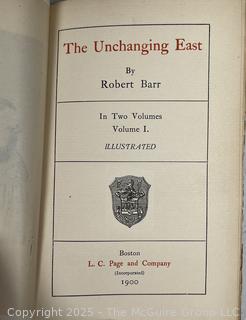 The Unchanging East
By
Robert Barr
In Two Volumes
Volume I.
ILLUSTRATED
Boston
L. C. Page and Company
(Incorporated)
1900
Copyright 2025 - The McGuire Group LLC